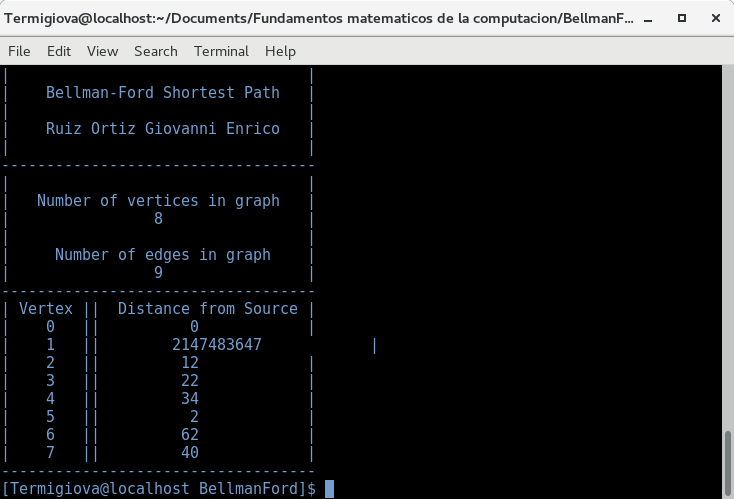 Termigiova@localhost:~/Documents/Fundamentos matematicos de la computacion/BellmanF...
File Edit View Search Terminal Help
|                                 |
|    Bellman-Ford Shortest Path   |
|                                 |
|    Ruiz Ortiz Giovanni Enrico   |
|                                 |
-----------------------------------
|                                 |
|   Number of vertices in graph   |
|                8                |
|                                 |
|     Number of edges in graph    |
|                9                |
-----------------------------------
| Vertex ||  Distance from Source |
|    0   ||          0            |
|    1   ||        2147483647            |
|    2   ||         12            |
|    3   ||         22            |
|    4   ||         34            |
|    5   ||          2            |
|    6   ||         62            |
|    7   ||         40            |
-----------------------------------
[Termigiova@localhost BellmanFord]$